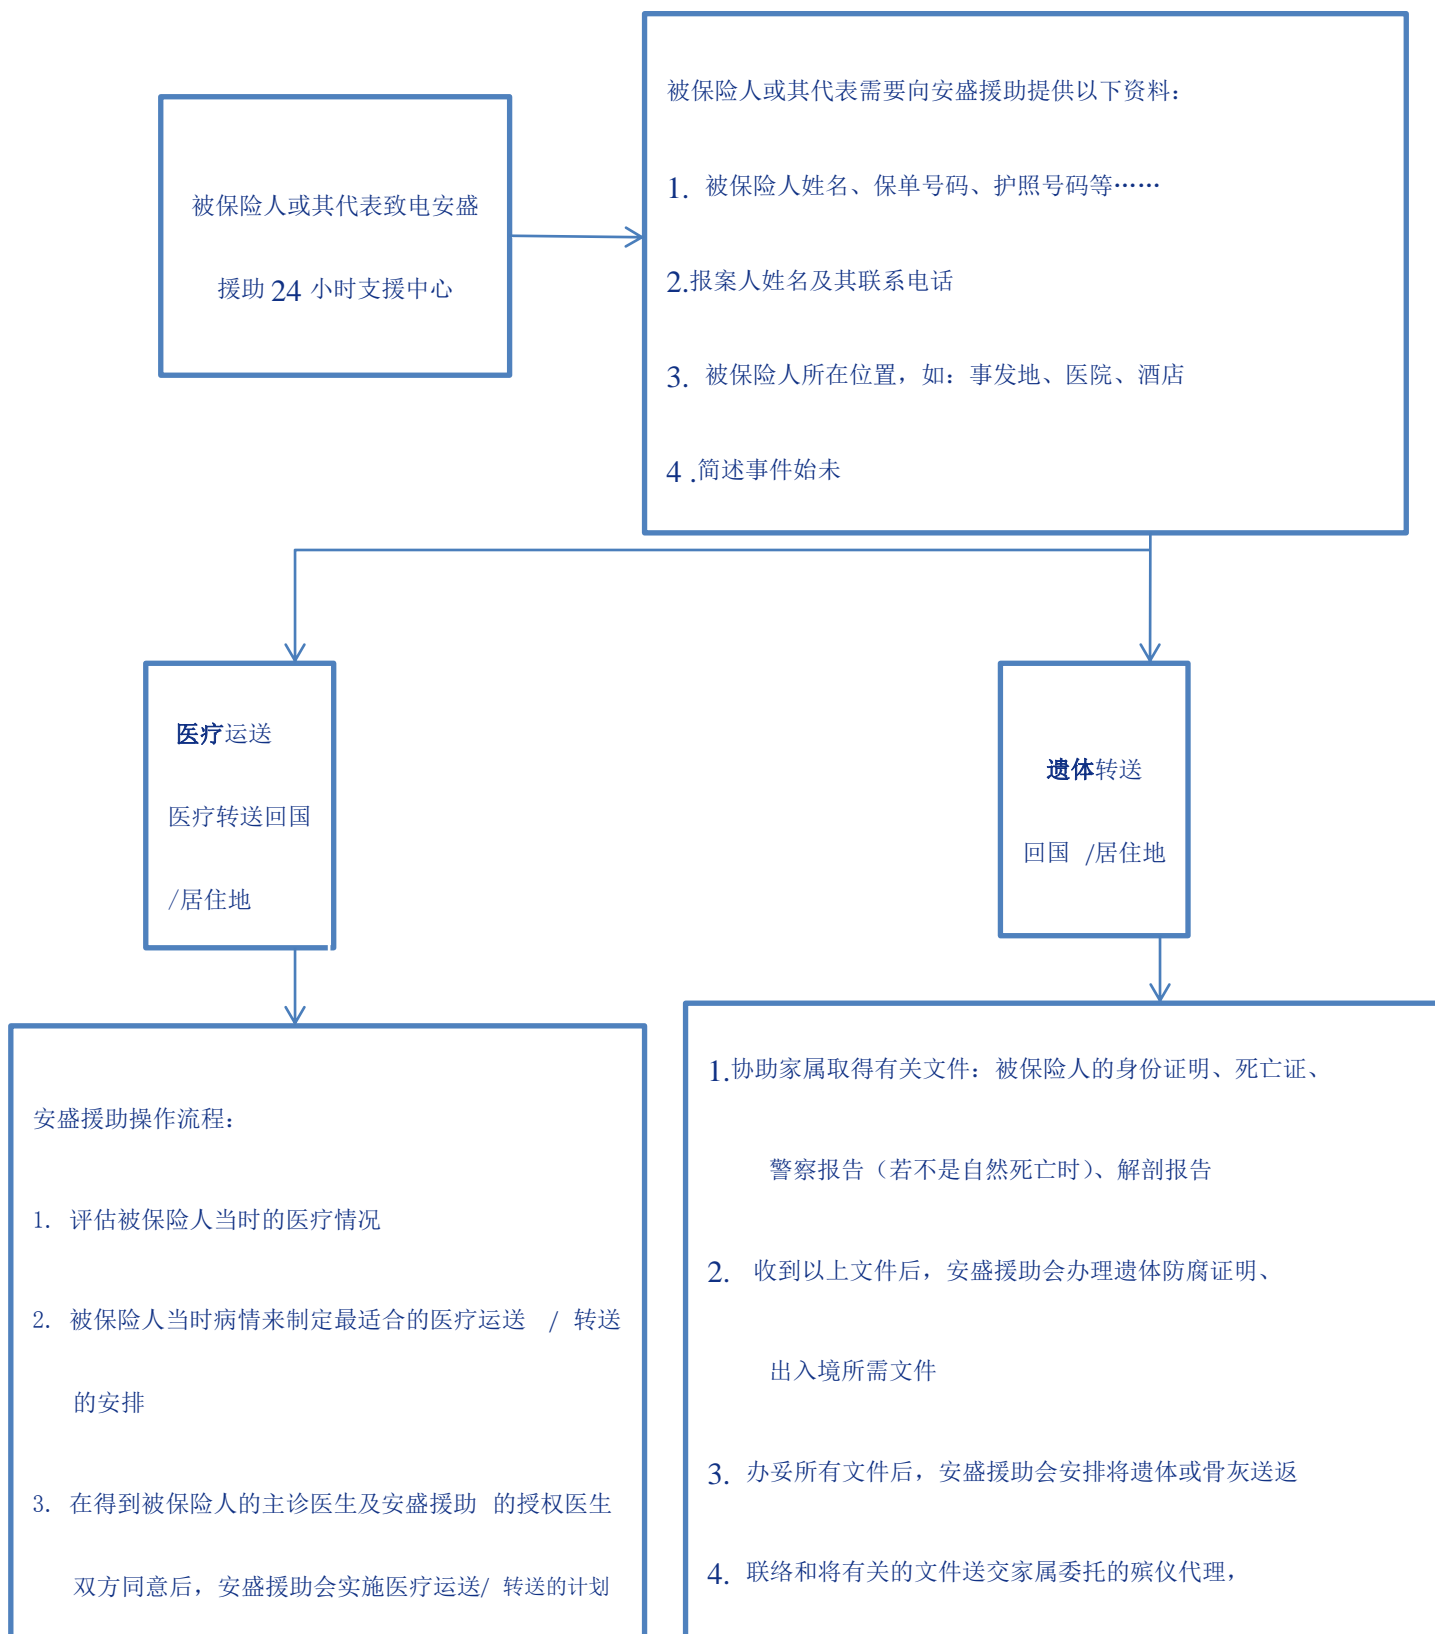 被保险人或其代表致电安盛
援助 24 小时支援中心
被保险人或其代表需要向安盛援助提供以下资料：
1. 被保险人姓名、保单号码、护照号码等……
2.报案人姓名及其联系电话
3. 被保险人所在位置，如：事发地、医院、酒店
4 .简述事件始未
医疗运送
医疗转送回国
/居住地
遗体转送
回国 /居住地
安盛援助操作流程：
1. 评估被保险人当时的医疗情况
2. 被保险人当时病情来制定最适合的医疗运送 / 转送
的安排
3. 在得到被保险人的主诊医生及安盛援助 的授权医生
双方同意后，安盛援助会实施医疗运送/ 转送的计划
1.协助家属取得有关文件：被保险人的身份证明、死亡证、
警察报告（若不是自然死亡时）、解剖报告
2. 收到以上文件后，安盛援助会办理遗体防腐证明、
出入境所需文件
3. 办妥所有文件后，安盛援助会安排将遗体或骨灰送返
4. 联络和将有关的文件送交家属委托的殡仪代理，